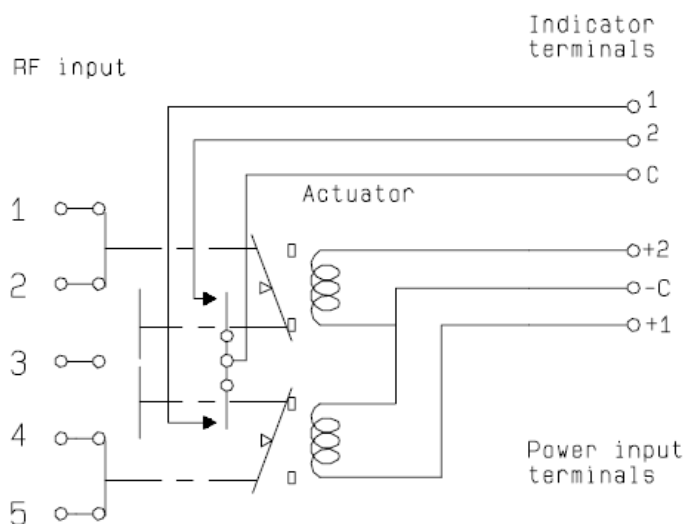 Indicator
terminals
RF input
1
2
C
Actuator
1
2
3
4
5
+2
-C
+1
Power input
terminals